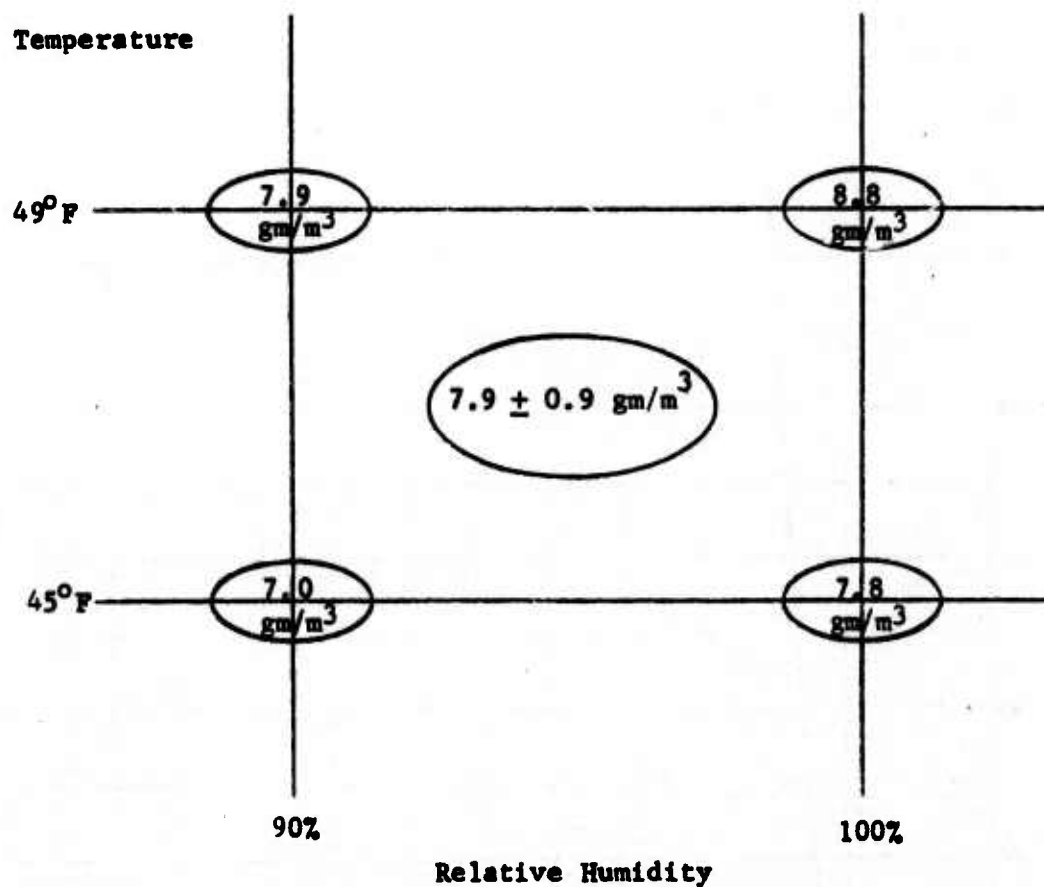 Temperature
49°F
7.9
gm/m³
8.8
gm/m³
7.9 ± 0.9 gm/m³
45°F
7.0
gm/m³
7.8
gm/m³
90%
100%
Relative Humidity